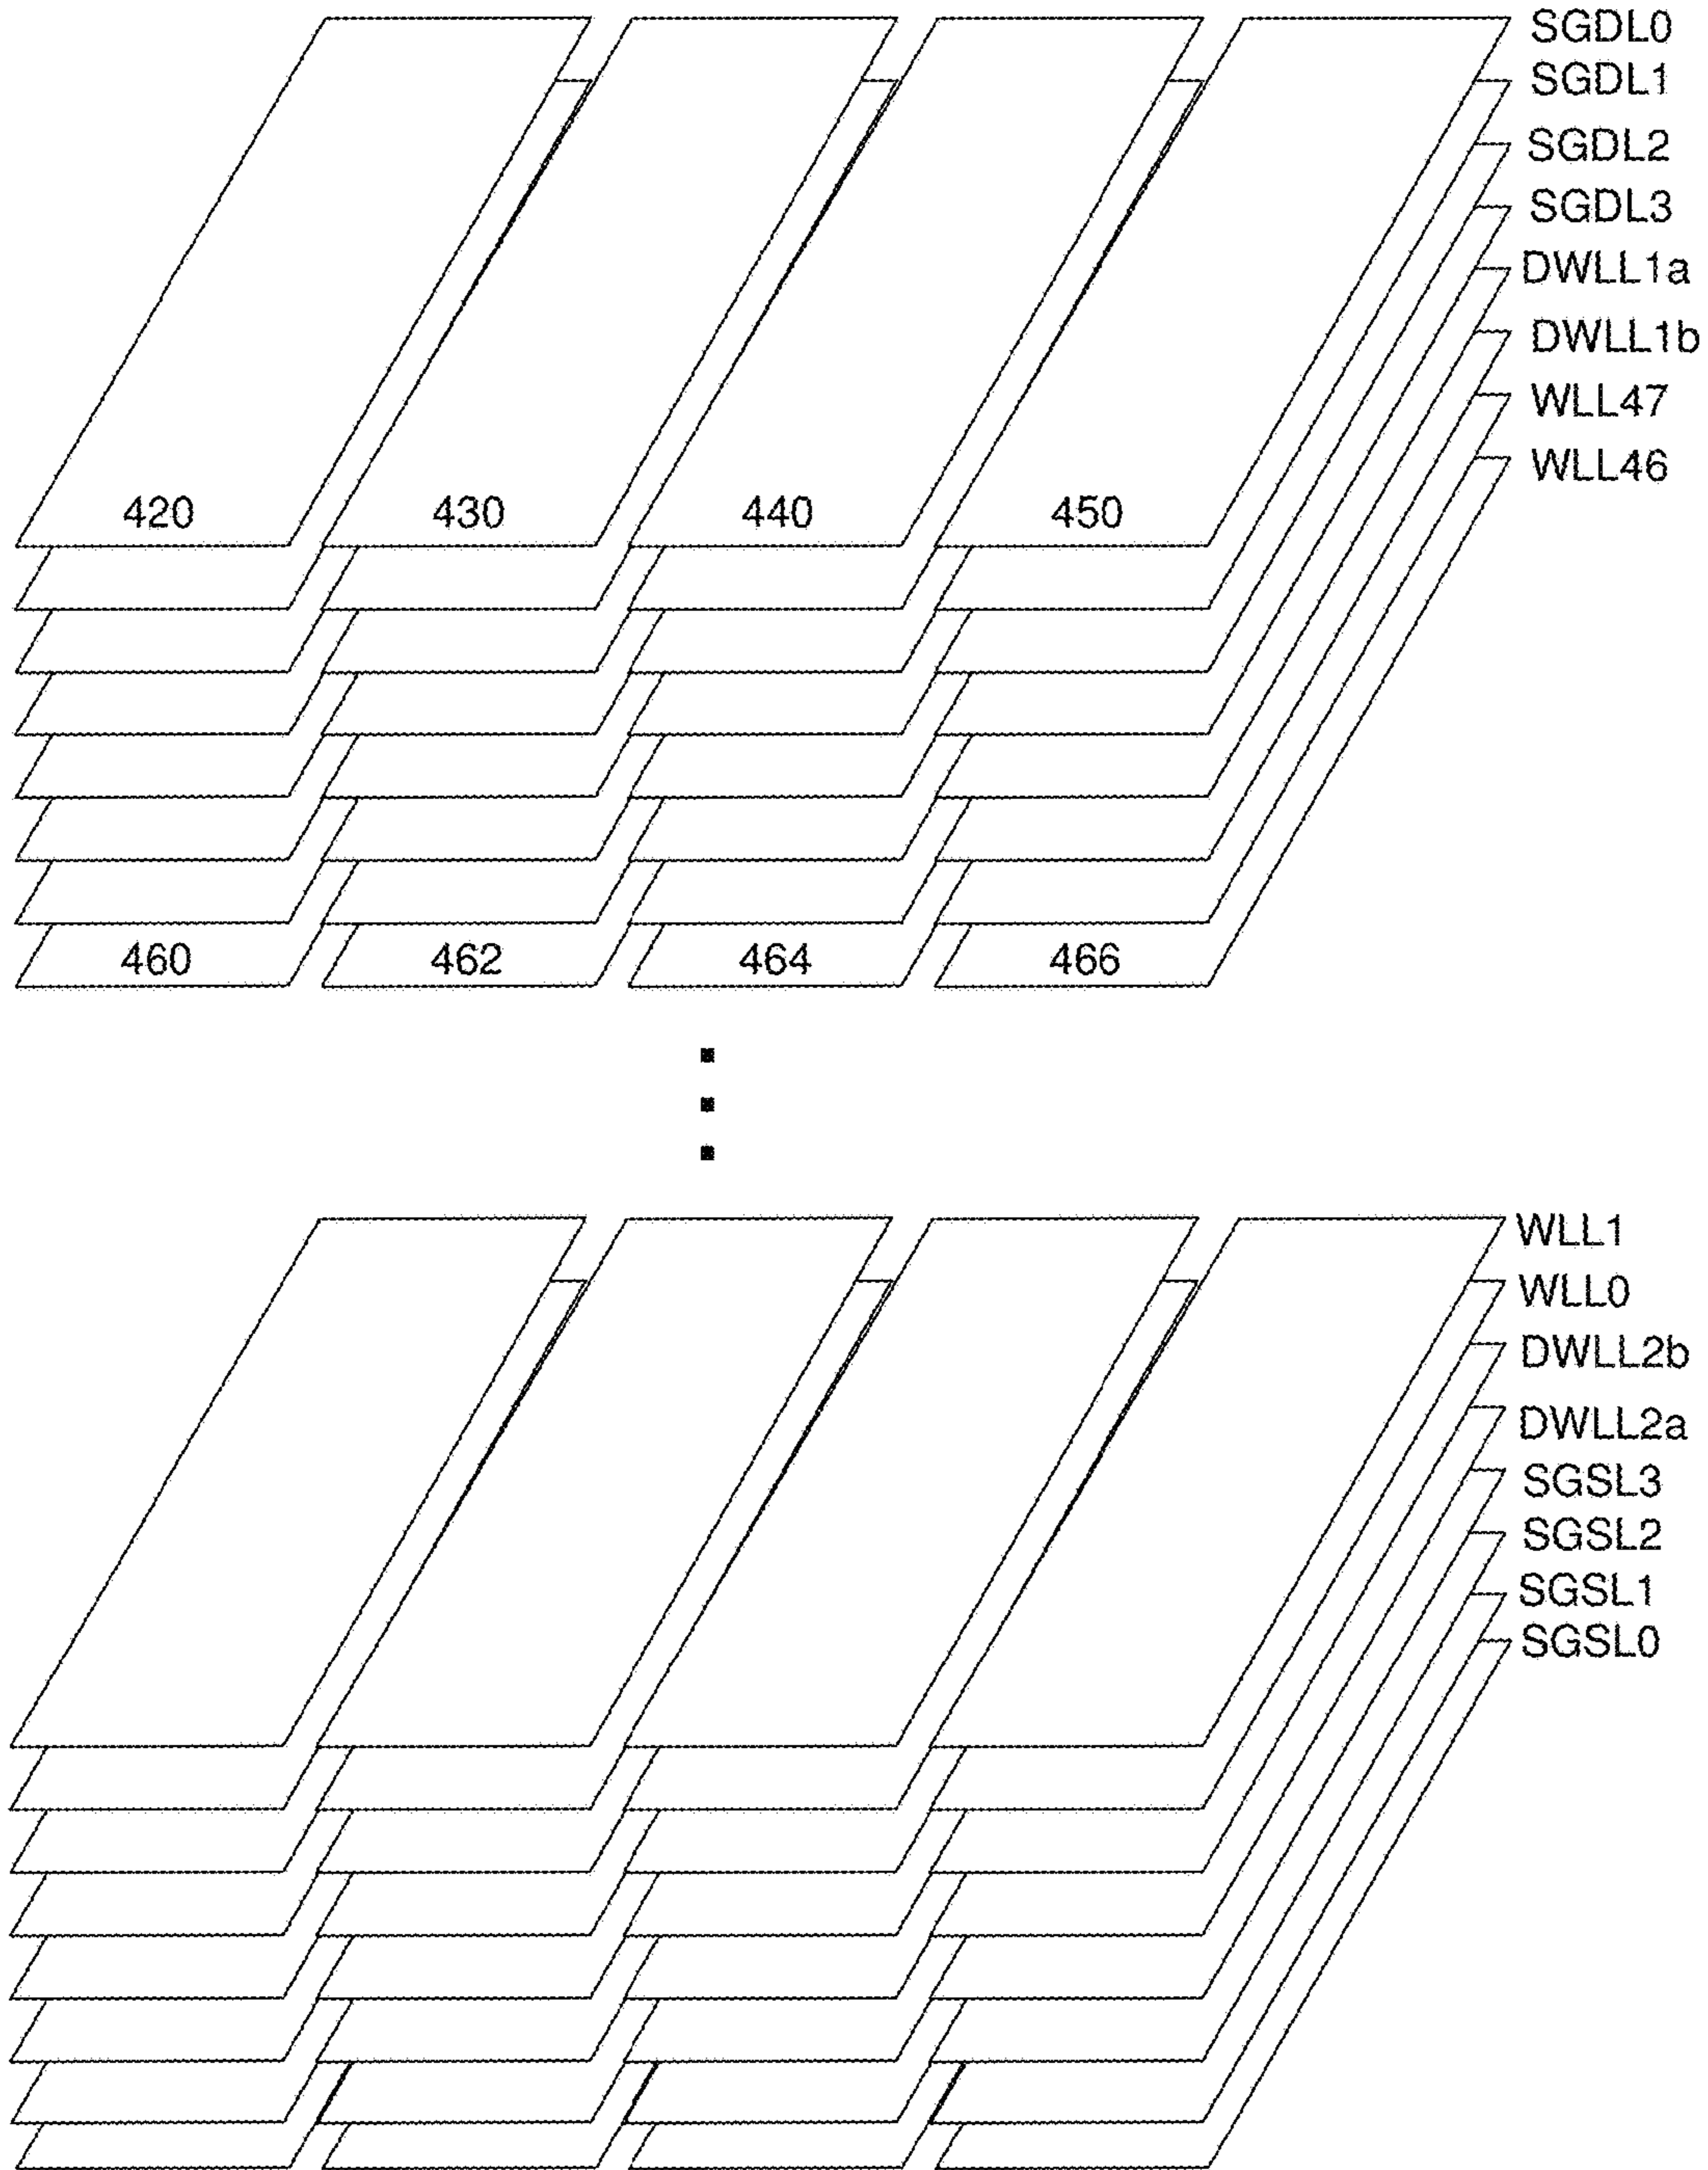 SGDL0
SGDL1
SGDL2
SGDL3
DWLL1a
DWLL1b
WLL47
WLL46
420 430 440 450
460 462 464 466
WLL1
WLL0
DWLL2b
DWLL2a
SGSL3
SGSL2
SGSL1
SGSL0